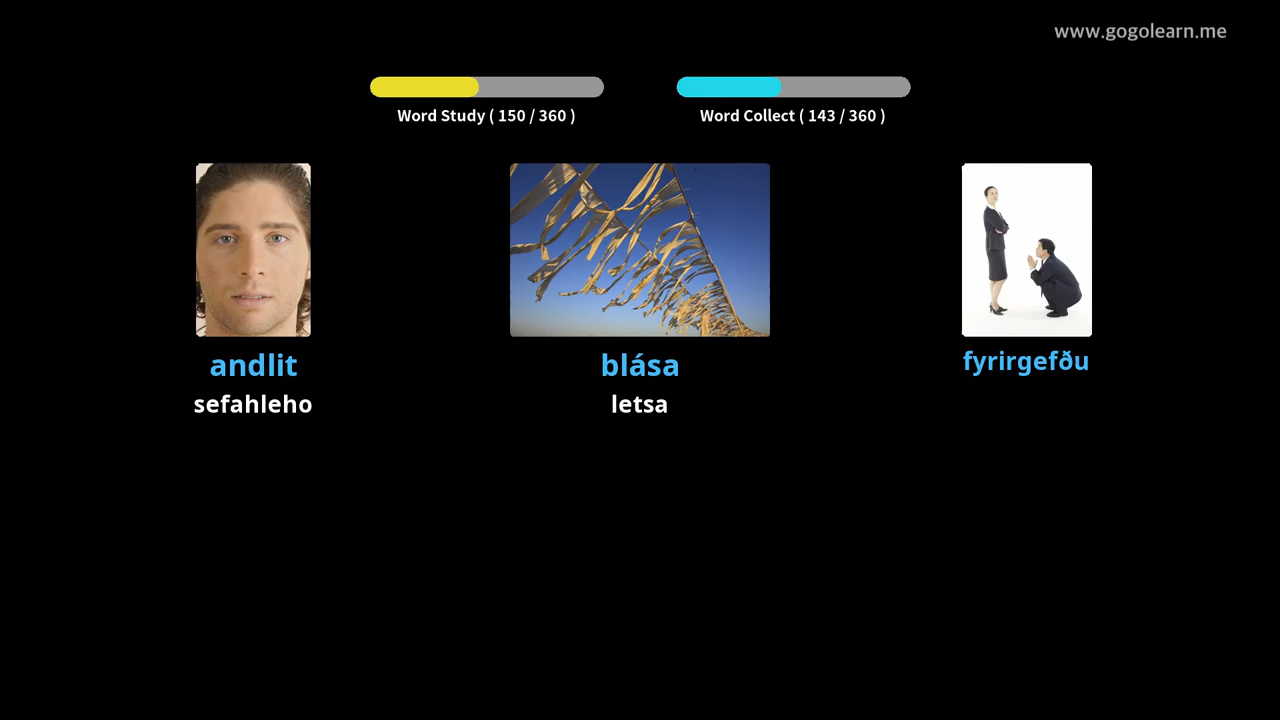 www.gogolearn.me
Word Study ( 150 / 360 )
Word Collect ( 143 / 360 )
andlit
sefahleho
blása
letsa
fyrirgefðu